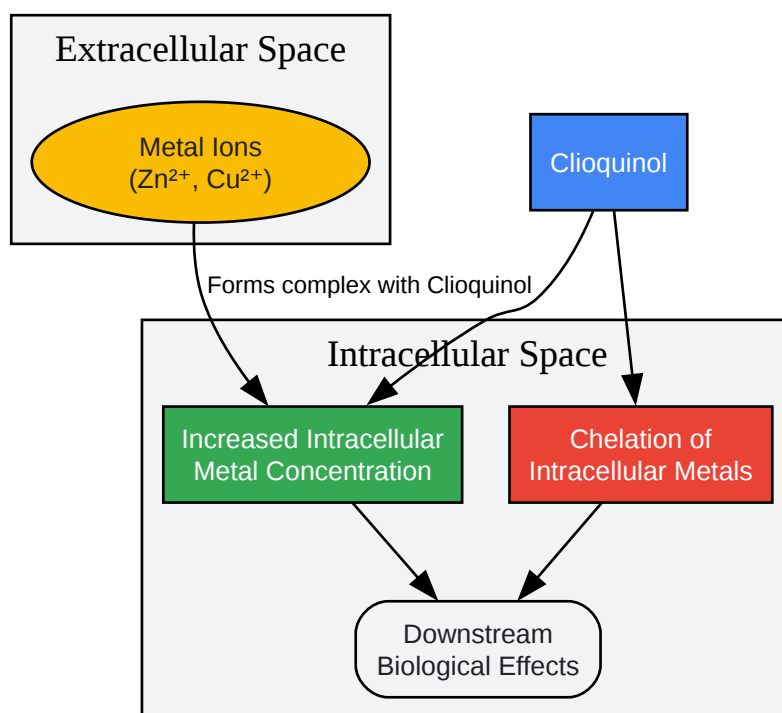 Extracellular Space
Metal Ions
(Zn²⁺, Cu²⁺)
Clioquinol
Forms complex with Clioquinol
Intracellular Space
Increased Intracellular
Metal Concentration
Chelation of
Intracellular Metals
Downstream
Biological Effects